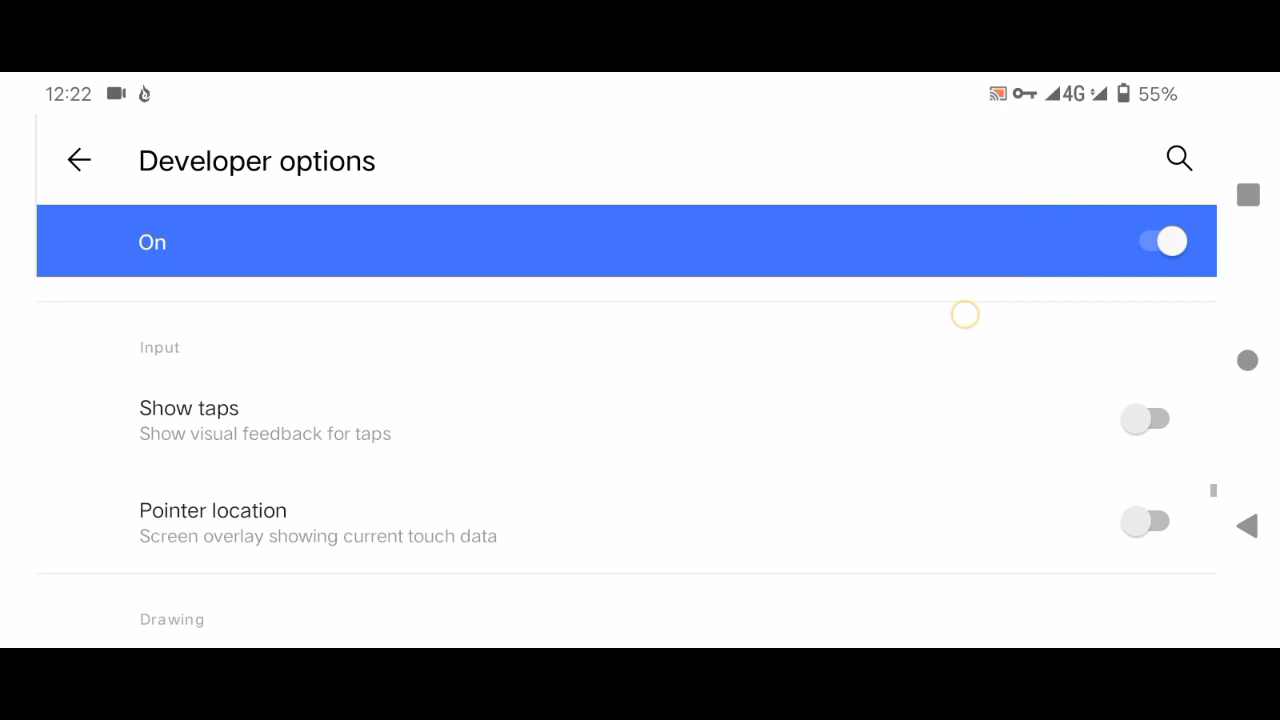 12:22 4G 55%
Developer options
On
Input
Show taps
Show visual feedback for taps
Pointer location
Screen overlay showing current touch data
Drawing